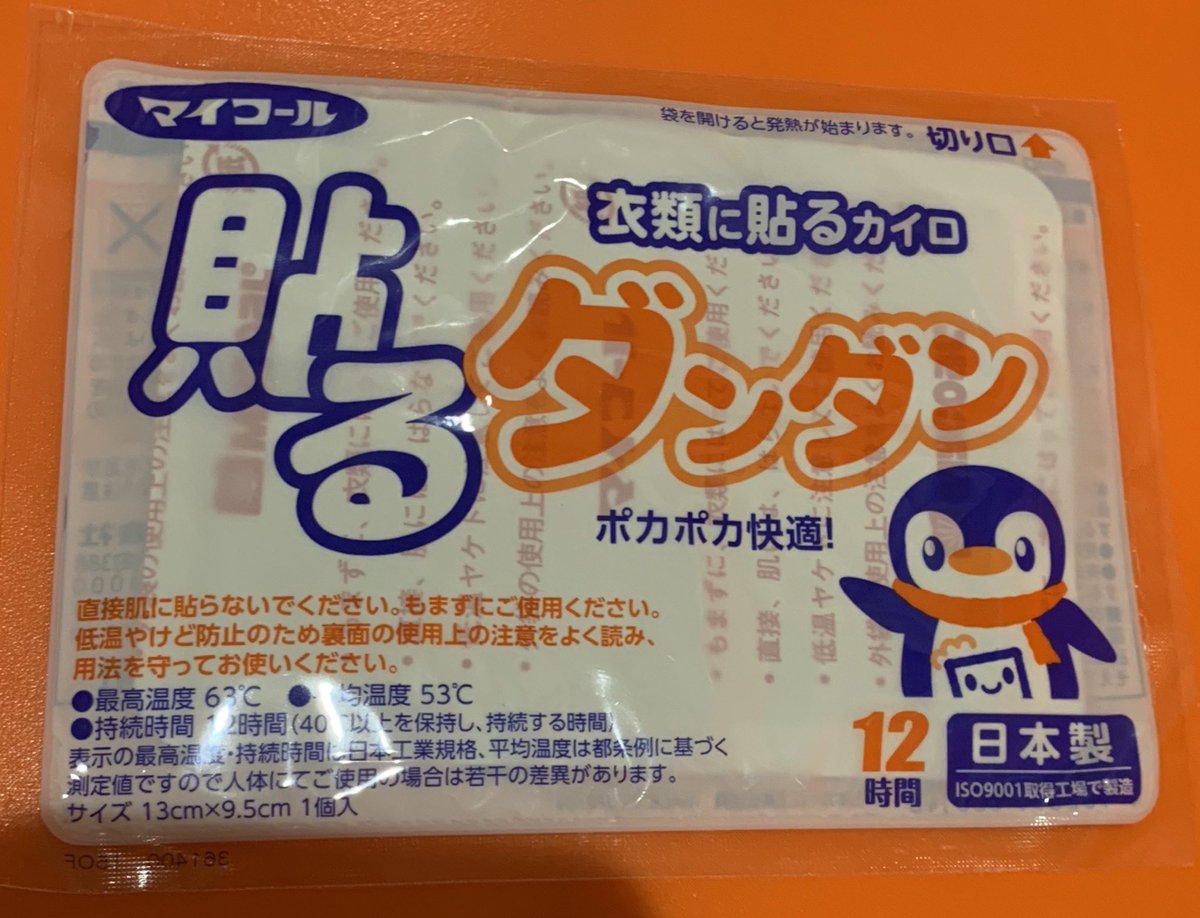 マイコール
袋を開けると発熱が始まります。 切り口
衣類に貼るカイロ
貼る
ダンダン
ポカポカ快適!
直接肌に貼らないでください。もまずにご使用ください。
低温やけど防止のため裏面の使用上の注意をよく読み、
用法を守ってお使いください。
●最高温度 63℃ ●平均温度 53℃
●持続時間 12時間(40℃以上を保持し、持続する時間)
表示の最高温度・持続時間は日本工業規格、平均温度は都条例に基づく
測定値ですので人体にてご使用の場合は若干の差異があります。
サイズ 13cm×9.5cm 1個入
12
時間
日本製
ISO9001取得工場で製造